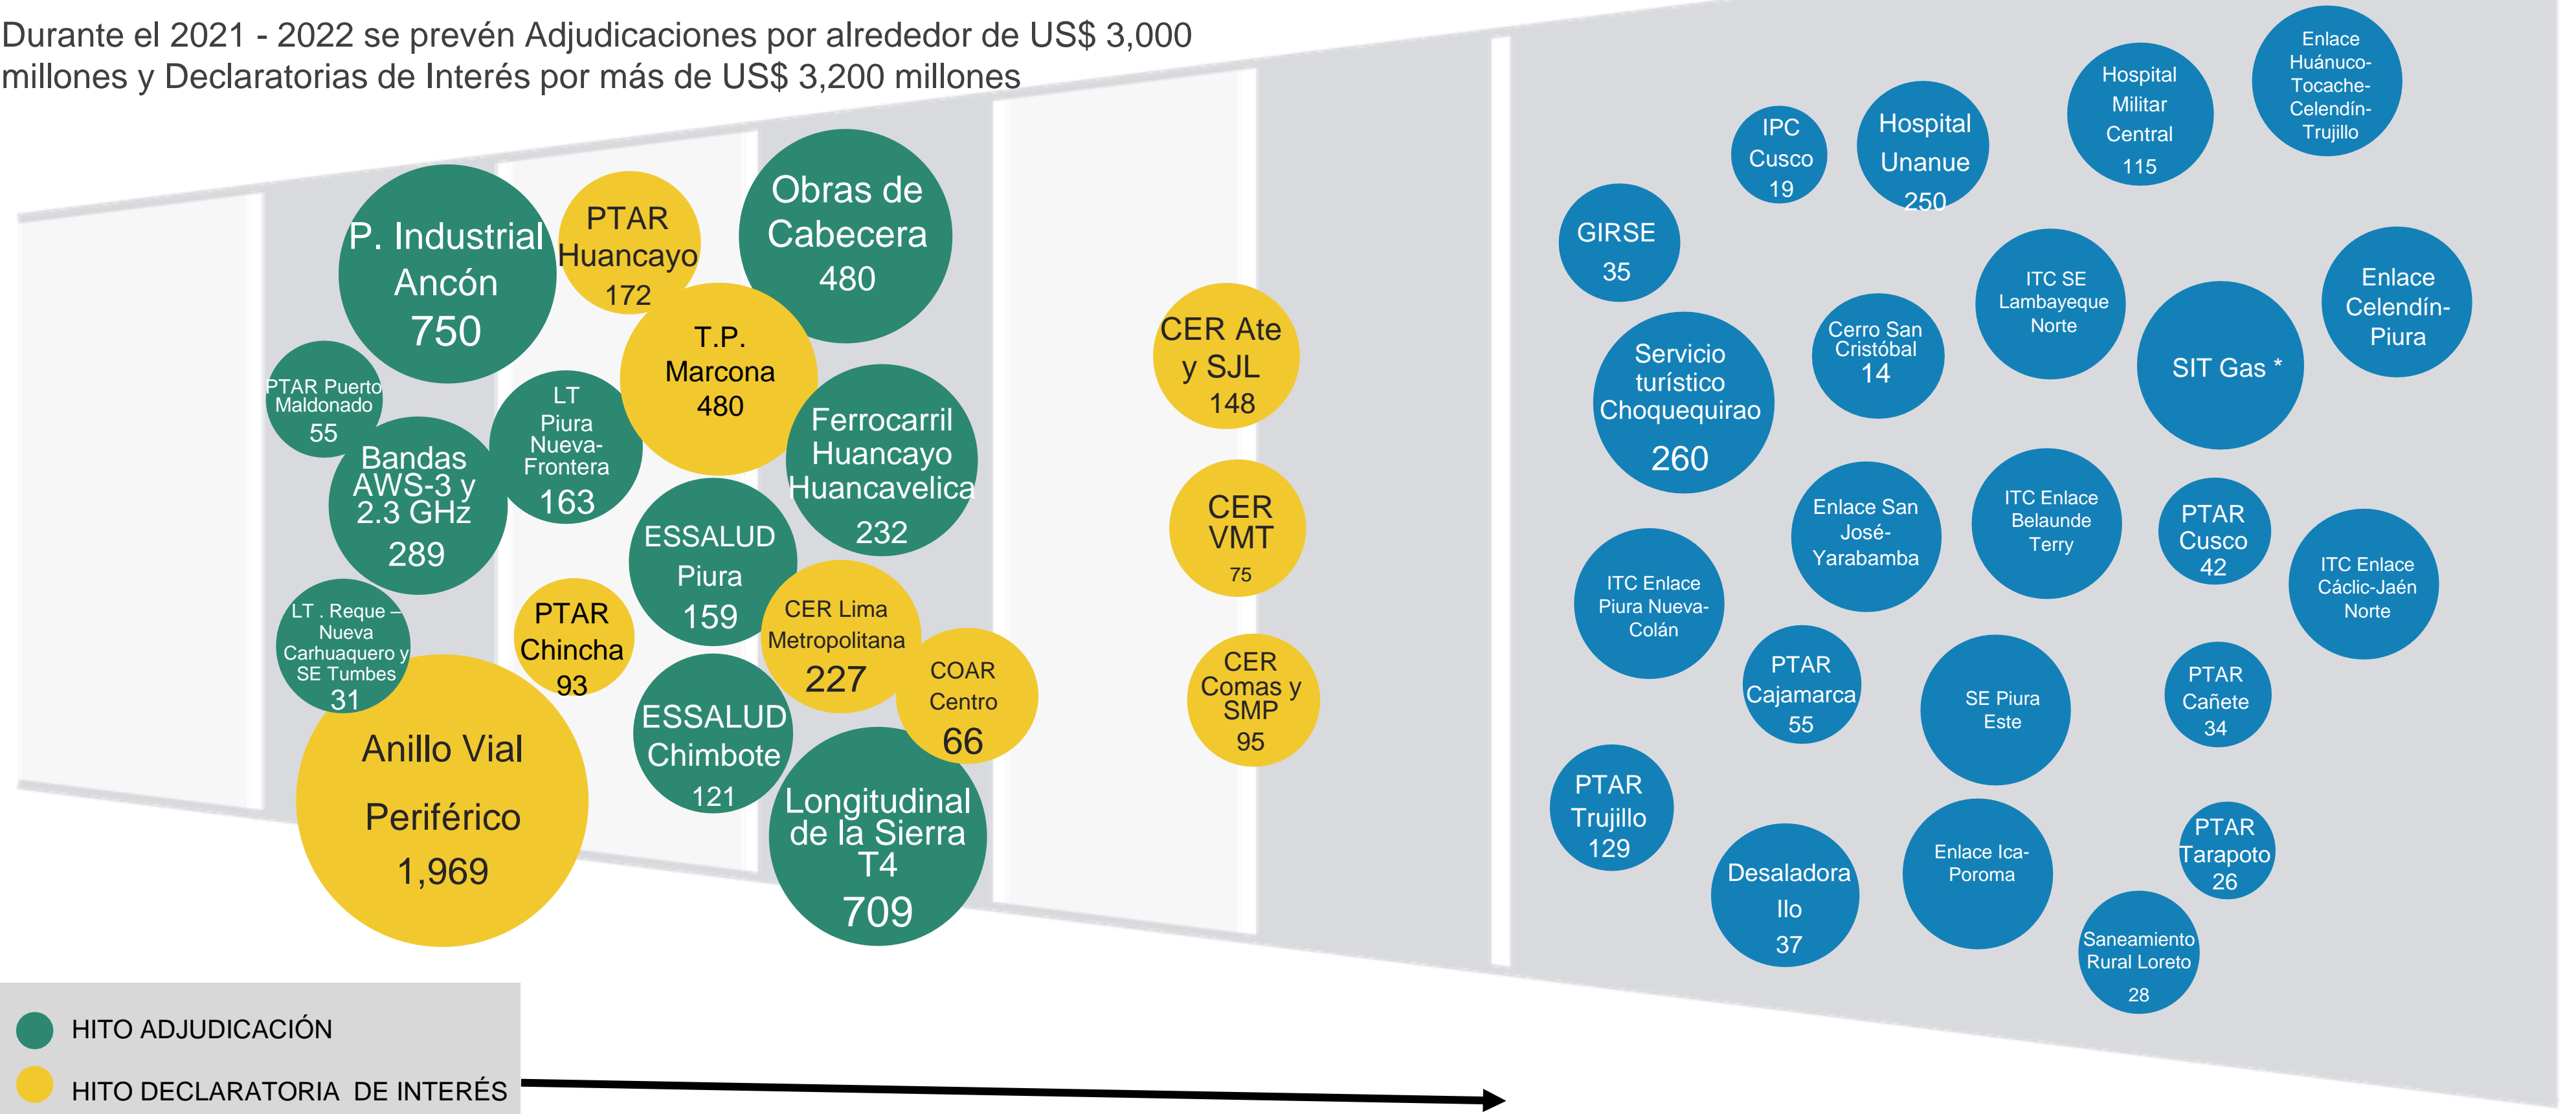 Durante el 2021 - 2022 se prevén Adjudicaciones por alrededor de US$ 3,000
millones y Declaratorias de Interés por más de US$ 3,200 millones
P. Industrial
Ancón
750
PTAR
Huancayo
172
Obras de
Cabecera
480
T.P.
Marcona
480
PTAR Puerto
Maldonado
55
LT
Piura
Nueva-
Frontera
163
Bandas
AWS-3 y
2.3 GHz
289
Ferrocarril
Huancayo
Huancavelica
232
ESSALUD
Piura
159
LT . Reque –
Nueva
Carhuaquero y
SE Tumbes
31
PTAR
Chincha
93
CER Lima
Metropolitana
227
COAR
Centro
66
ESSALUD
Chimbote
121
Anillo Vial
Periférico
1,969
Longitudinal
de la Sierra
T4
709
CER Ate
y SJL
148
CER
VMT
75
CER
Comas y
SMP
95
IPC
Cusco
19
Hospital
Unanue
250
Hospital
Militar
Central
115
Enlace
Huánuco-
Tocache-
Celendín-
Trujillo
GIRSE
35
Servicio
turístico
Choquequirao
260
Cerro San
Cristóbal
14
ITC SE
Lambayeque
Norte
SIT Gas *
Enlace
Celendín-
Piura
ITC Enlace
Piura Nueva-
Colán
Enlace San
José-
Yarabamba
ITC Enlace
Belaunde
Terry
PTAR
Cusco
42
ITC Enlace
Cáclic-Jaén
Norte
PTAR
Cajamarca
55
SE Piura
Este
PTAR
Cañete
34
PTAR
Trujillo
129
Desaladora
Ilo
37
Enlace Ica-
Poroma
PTAR
Tarapoto
26
Saneamiento
Rural Loreto
28
HITO ADJUDICACIÓN
HITO DECLARATORIA DE INTERÉS